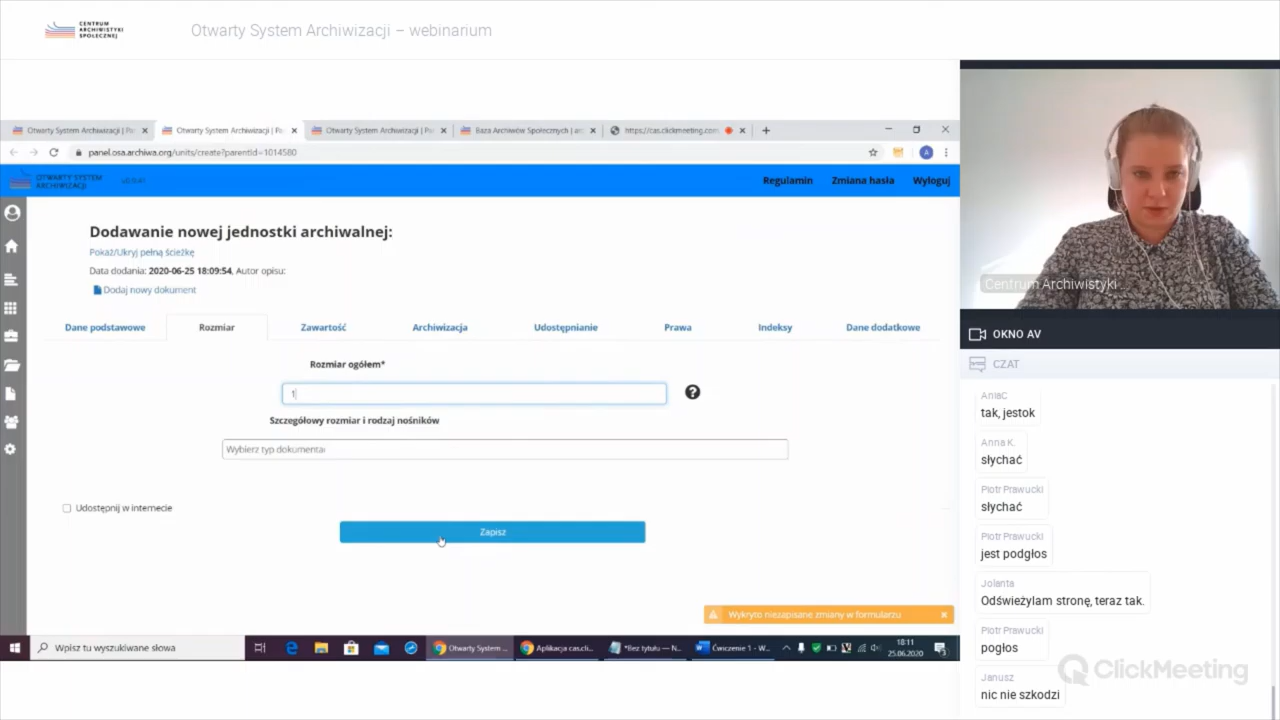 CENTRUM
ARCHIWISTYKI
SPOŁECZNEJ
Otwarty System Archiwizacji – webinarium
Otwarty System Archiwizacji | Pa
Otwarty System Archiwizacji | Pa
Otwarty System Archiwizacji | Pa
Baza Archiwów Społecznych | arc
https://cas.clickmeeting.com
panel.osa.archiwa.org/units/create?parentid=1014580
OTWARTY SYSTEM
ARCHIWIZACJI
Regulamin
Zmiana hasła
Wyloguj
Dodawanie nowej jednostki archiwalnej:
Pokaż/Ukryj pełną ścieżkę
Data dodania: 2020-06-25 18:09:54, Autor opisu:
Dodaj nowy dokument
Dane podstawowe
Rozmiar
Zawartość
Archiwizacja
Udostępnianie
Prawa
Indeksy
Dane dodatkowe
Rozmiar ogółem*
1
Szczegółowy rozmiar i rodzaj nośników
Wybierz typ dokumentac
Udostępnij w internecie
Zapisz
Wykryto niezapisane zmiany w formularzu
Wpisz tu wyszukiwane słowa
Otwarty System ...
Aplikacja cas.cli...
*Bez tytułu — N...
Ćwiczenie 1 - W...
18:11
25.06.2020
Centrum Archiwistyki ...
OKNO AV
CZAT
AniaC
tak, jestok
Anna K.
słychać
Piotr Prawucki
słychać
Piotr Prawucki
jest podgłos
Jolanta
Odświeżylam stronę, teraz tak.
Piotr Prawucki
pogłos
Janusz
nic nie szkodzi
ClickMeeting